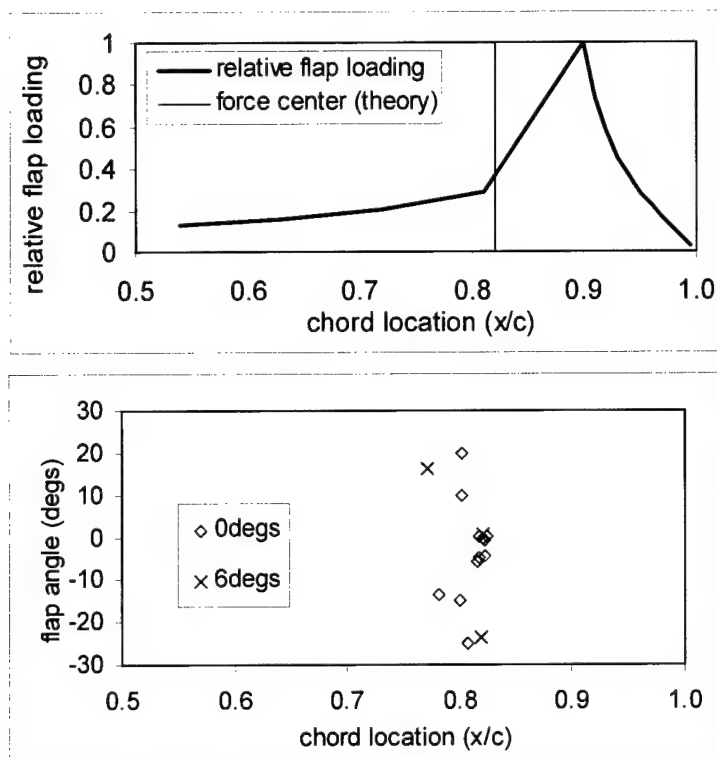 relative flap loading
1
0.8
0.6
0.4
0.2
0
relative flap loading
force center (theory)
0.5 0.6 0.7 0.8 0.9 1.0
chord location (x/c)
flap angle (degs)
30
20
10
0
-10
-20
-30
0degs
6degs
0.5 0.6 0.7 0.8 0.9 1.0
chord location (x/c)